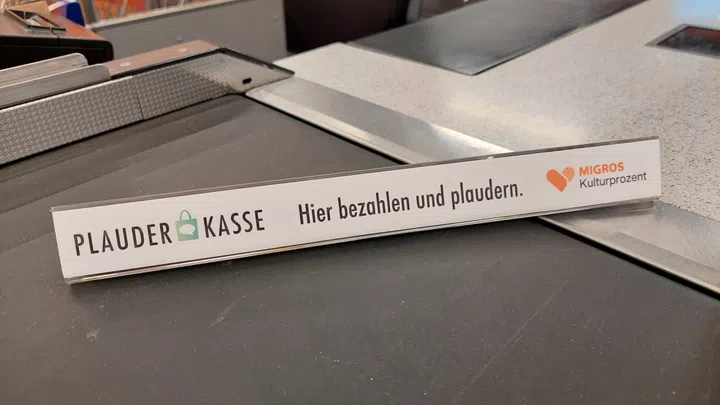 PLAUDER KASSE Hier bezahlen und plaudern.
MIGROS
Kulturprozent